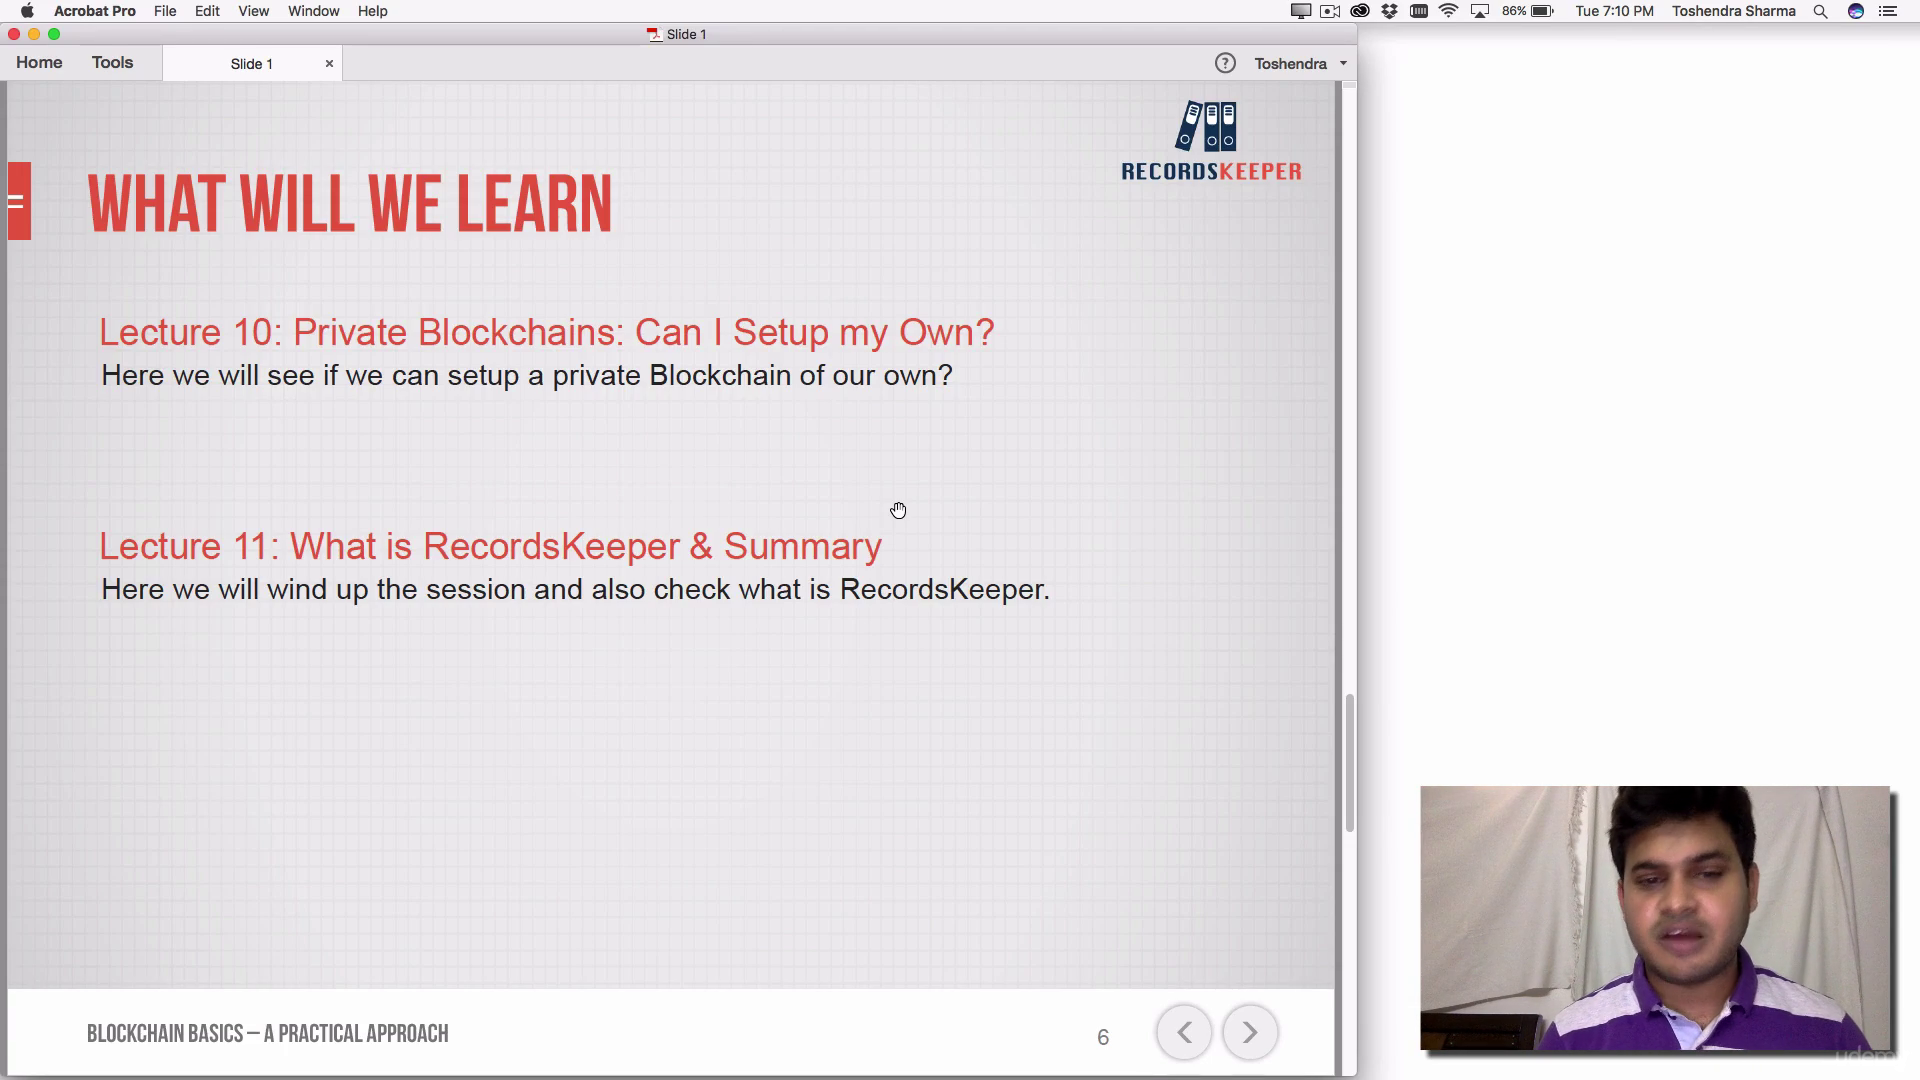 Acrobat Pro File Edit View Window Help 86% Tue 7:10 PM Toshendra Sharma
Slide 1
Home Tools Slide 1 × ? Toshendra
RECORDSKEEPER
=
WHAT WILL WE LEARN
Lecture 10: Private Blockchains: Can I Setup my Own?
Here we will see if we can setup a private Blockchain of our own?
Lecture 11: What is RecordsKeeper & Summary
Here we will wind up the session and also check what is RecordsKeeper.
BLOCKCHAIN BASICS – A PRACTICAL APPROACH
6
udemy